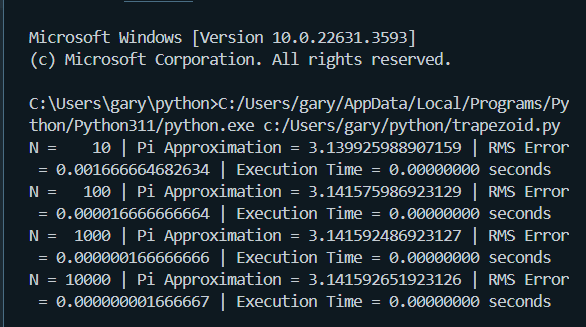 Microsoft Windows [Version 10.0.22631.3593]
(c) Microsoft Corporation. All rights reserved.
C:\Users\gary\python>C:/Users/gary/AppData/Local/Programs/Py
thon/Python311/python.exe c:/Users/gary/python/trapezoid.py
N =    10 | Pi Approximation = 3.139925988907159 | RMS Error
 = 0.001666664682634 | Execution Time = 0.00000000 seconds
N =   100 | Pi Approximation = 3.141575986923129 | RMS Error
 = 0.000016666666664 | Execution Time = 0.00000000 seconds
N =  1000 | Pi Approximation = 3.141592486923127 | RMS Error
 = 0.000000166666666 | Execution Time = 0.00000000 seconds
N = 10000 | Pi Approximation = 3.141592651923126 | RMS Error
 = 0.000000001666667 | Execution Time = 0.00000000 seconds